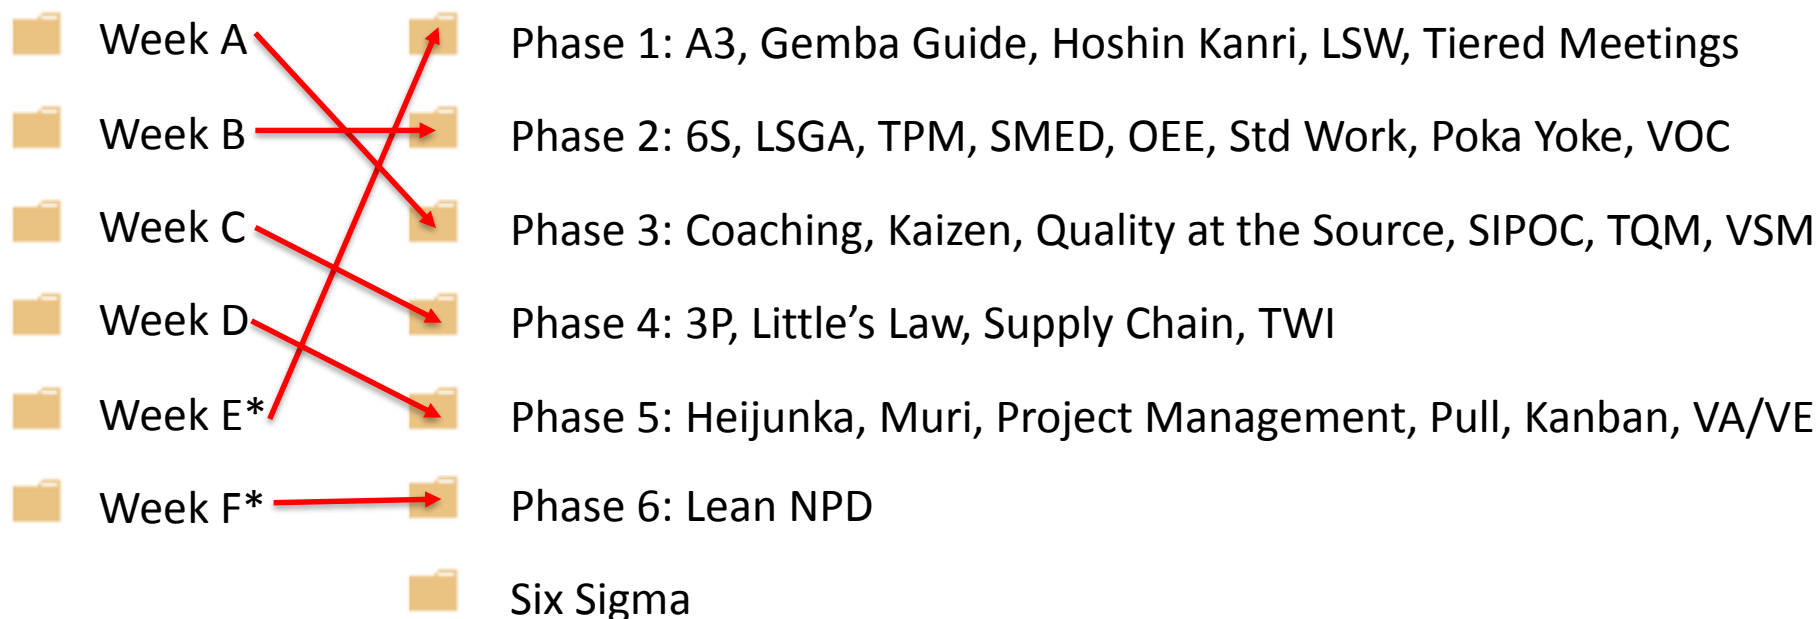 Week A
Phase 1: A3, Gemba Guide, Hoshin Kanri, LSW, Tiered Meetings
Week B
Phase 2: 6S, LSGA, TPM, SMED, OEE, Std Work, Poka Yoke, VOC
Week C
Phase 3: Coaching, Kaizen, Quality at the Source, SIPOC, TQM, VSM
Week D
Phase 4: 3P, Little’s Law, Supply Chain, TWI
Week E*
Phase 5: Heijunka, Muri, Project Management, Pull, Kanban, VA/VE
Week F*
Phase 6: Lean NPD
Six Sigma